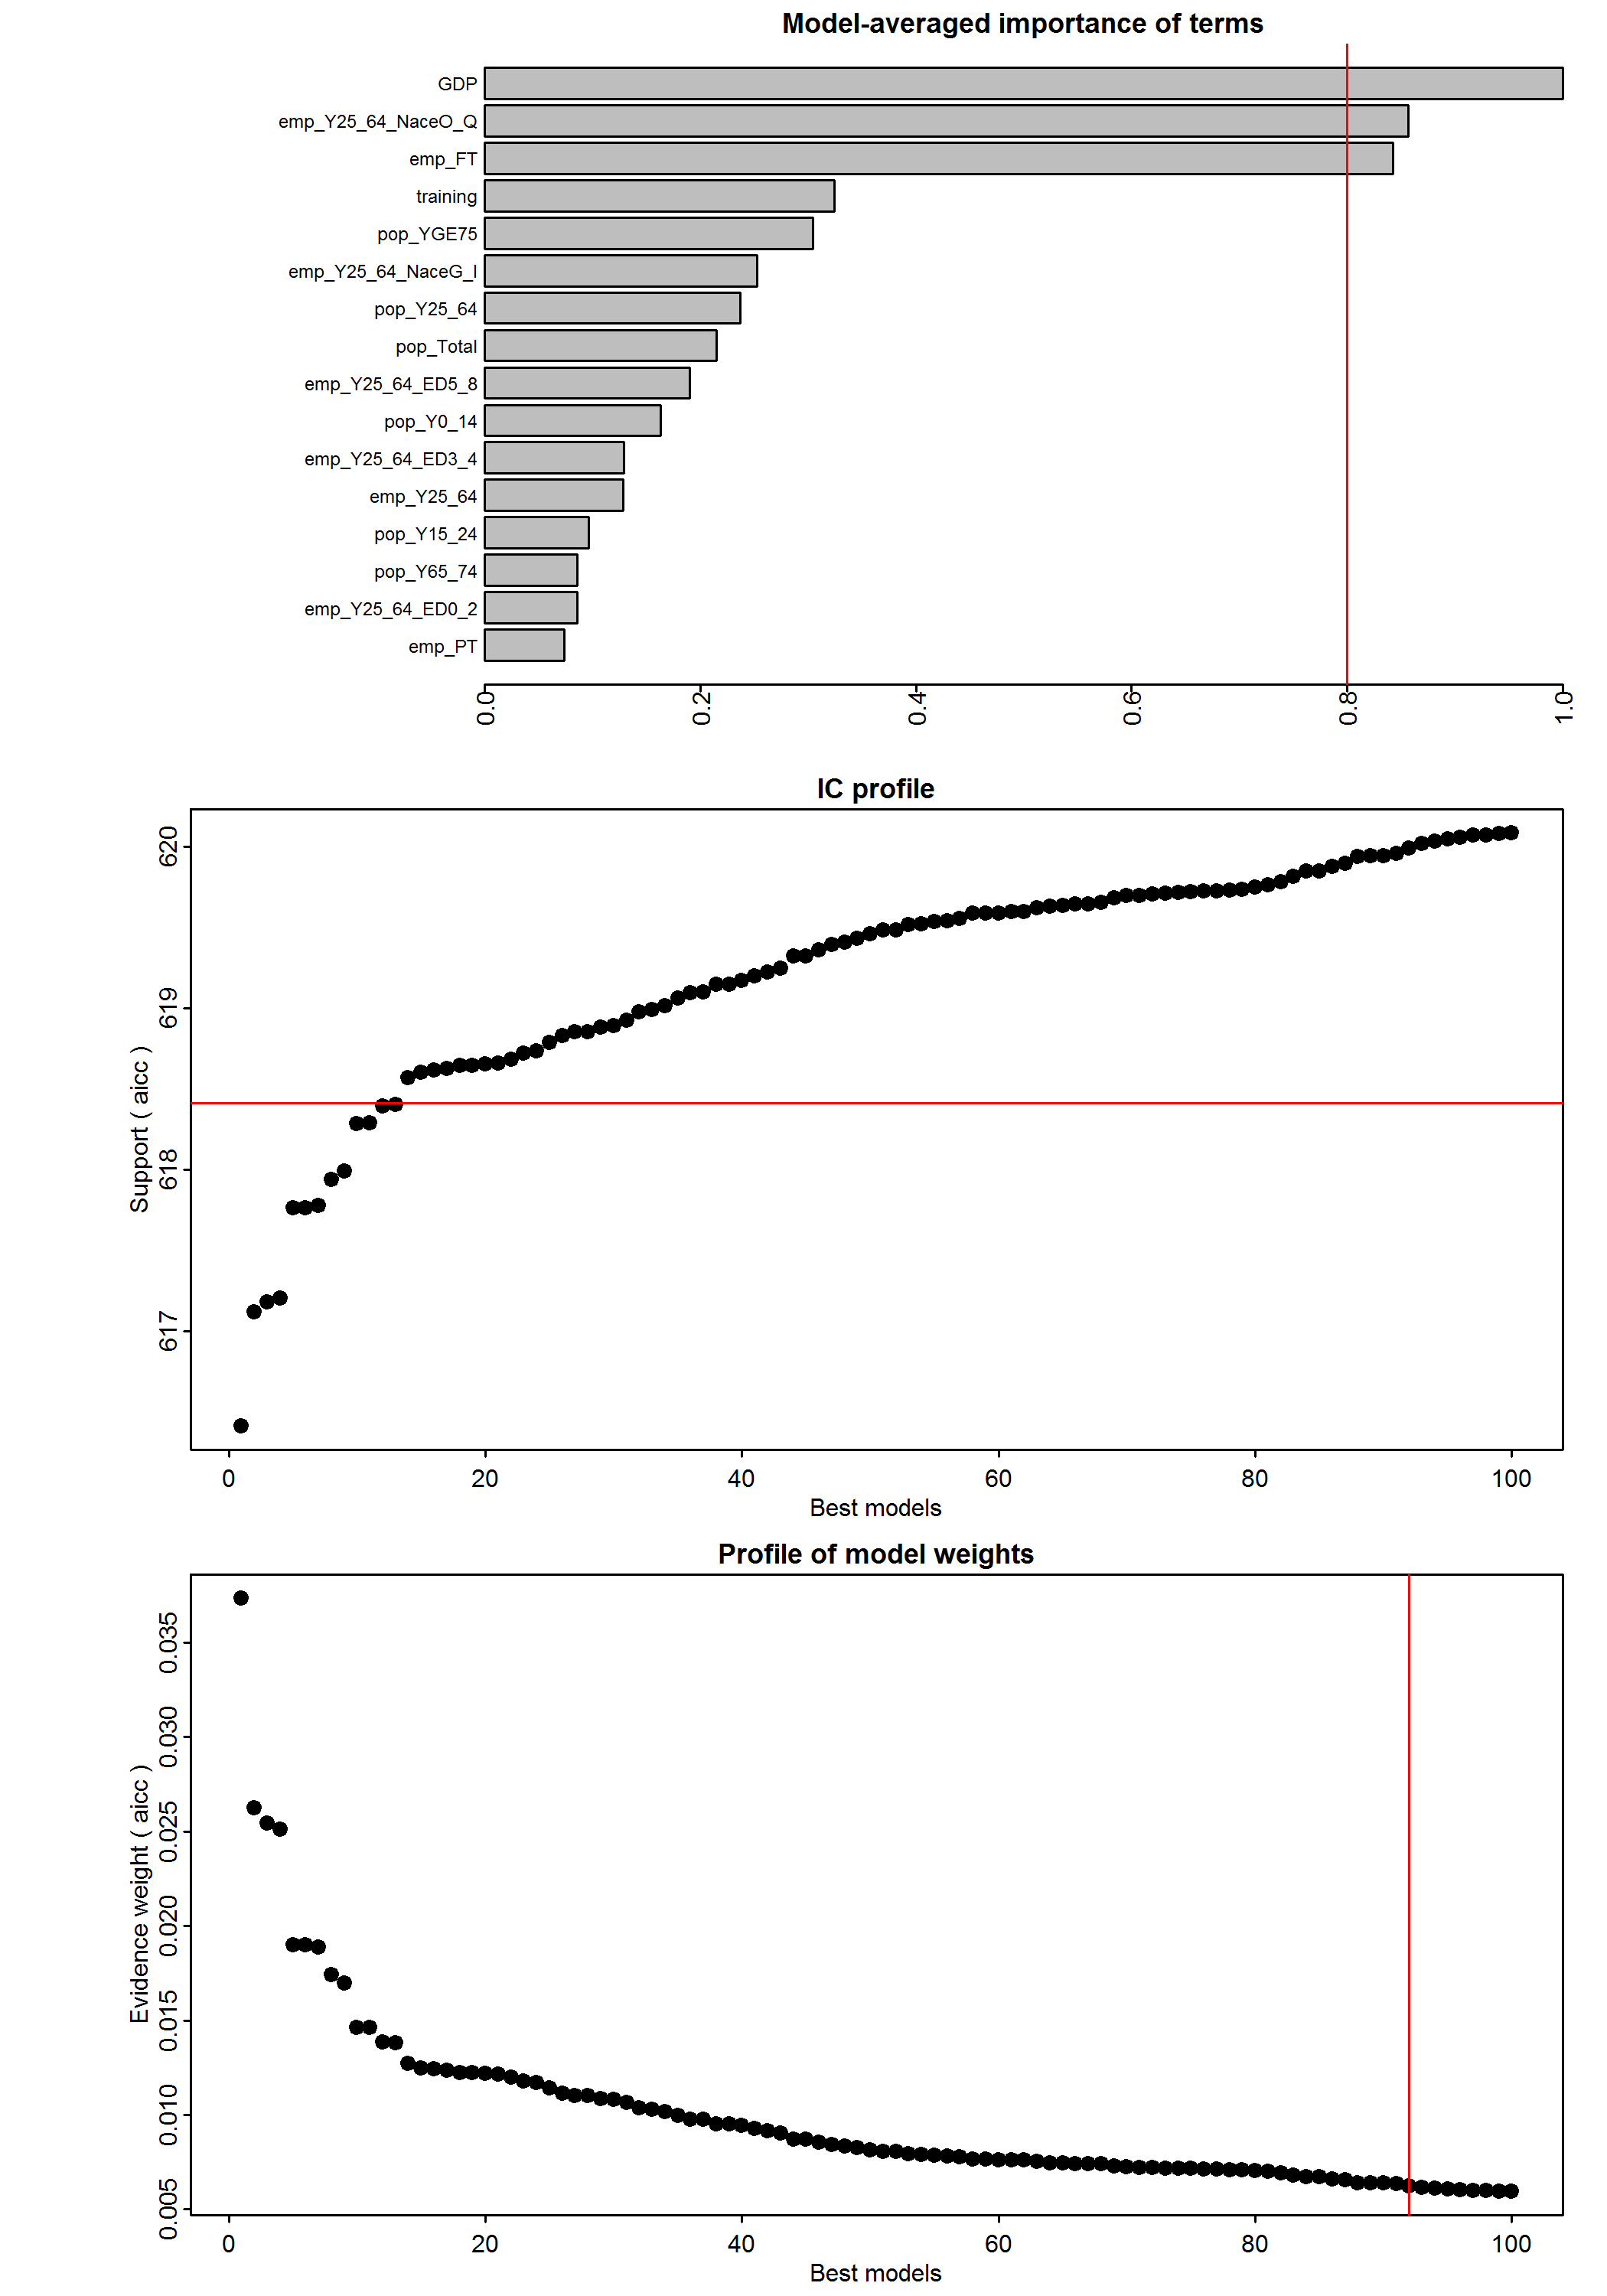 Model-averaged importance of terms
GDP
emp_Y25_64_NaceO_Q
emp_FT
training
pop_YGE75
emp_Y25_64_NaceG_I
pop_Y25_64
pop_Total
emp_Y25_64_ED5_8
pop_Y0_14
emp_Y25_64_ED3_4
emp_Y25_64
pop_Y15_24
pop_Y65_74
emp_Y25_64_ED0_2
emp_PT
0.0 0.2 0.4 0.6 0.8 1.0
IC profile
Support ( aicc )
620
619
618
617
0 20 40 60 80 100
Best models
Profile of model weights
Evidence weight ( aicc )
0.035
0.030
0.025
0.020
0.015
0.010
0.005
0 20 40 60 80 100
Best models